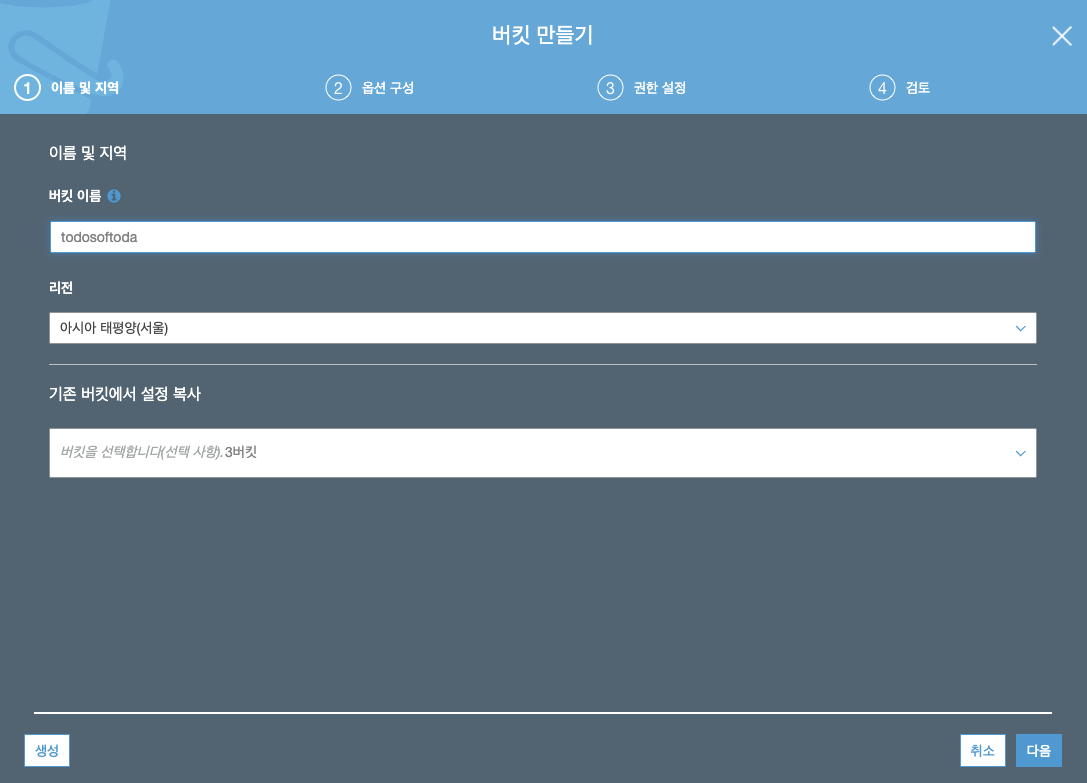 버킷 만들기
1 이름 및 지역 2 옵션 구성 3 권한 설정 4 검토
이름 및 지역
버킷 이름
todosoftoda
리전
아시아 태평양(서울)
기존 버킷에서 설정 복사
버킷을 선택합니다(선택 사항). 3버킷
생성 취소 다음